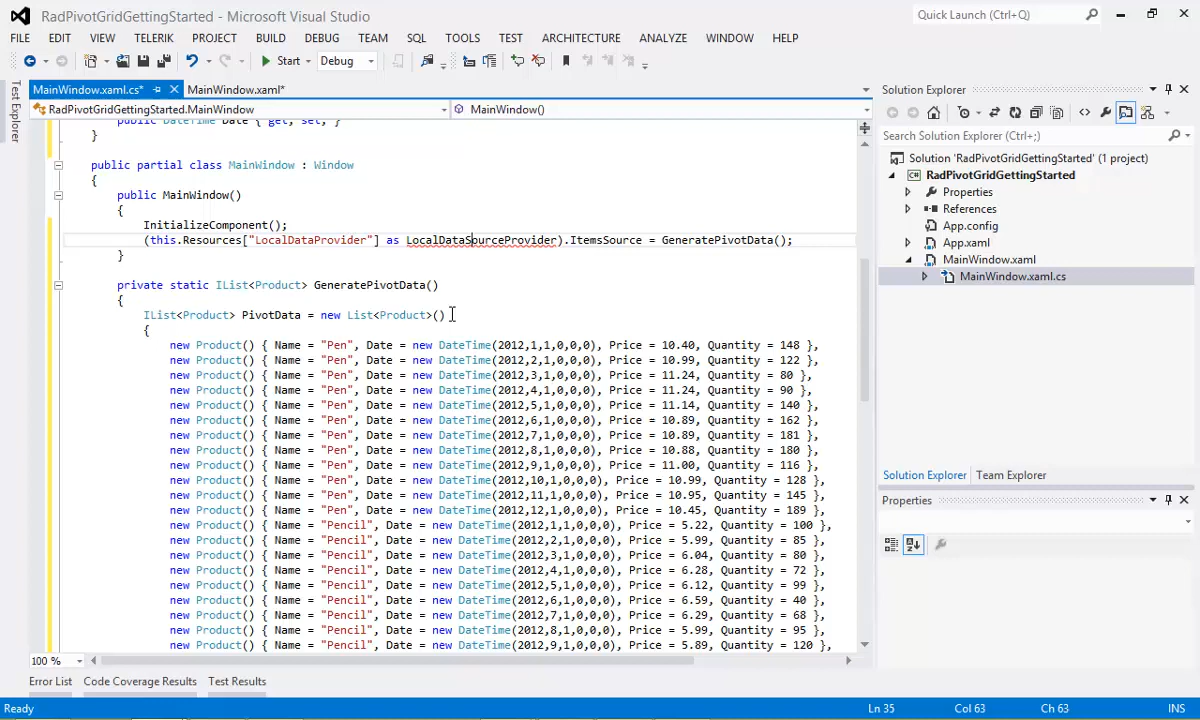 RadPivotGridGettingStarted - Microsoft Visual Studio
Quick Launch (Ctrl+Q)
FILE EDIT VIEW TELERIK PROJECT BUILD DEBUG TEAM SQL TOOLS TEST ARCHITECTURE ANALYZE WINDOW HELP
Start Debug
Test Explorer
MainWindow.xaml.cs* MainWindow.xaml*
RadPivotGridGettingStarted.MainWindow MainWindow()
public DateTime Date { get; set; }
}
public partial class MainWindow : Window
{
public MainWindow()
{
InitializeComponent();
(this.Resources["LocalDataProvider"] as LocalDataSourceProvider).ItemsSource = GeneratePivotData();
}
private static IList<Product> GeneratePivotData()
{
IList<Product> PivotData = new List<Product>()
{
new Product() { Name = "Pen", Date = new DateTime(2012,1,1,0,0,0), Price = 10.40, Quantity = 148 },
new Product() { Name = "Pen", Date = new DateTime(2012,2,1,0,0,0), Price = 10.99, Quantity = 122 },
new Product() { Name = "Pen", Date = new DateTime(2012,3,1,0,0,0), Price = 11.24, Quantity = 80 },
new Product() { Name = "Pen", Date = new DateTime(2012,4,1,0,0,0), Price = 11.24, Quantity = 90 },
new Product() { Name = "Pen", Date = new DateTime(2012,5,1,0,0,0), Price = 11.14, Quantity = 140 },
new Product() { Name = "Pen", Date = new DateTime(2012,6,1,0,0,0), Price = 10.89, Quantity = 162 },
new Product() { Name = "Pen", Date = new DateTime(2012,7,1,0,0,0), Price = 10.89, Quantity = 181 },
new Product() { Name = "Pen", Date = new DateTime(2012,8,1,0,0,0), Price = 10.88, Quantity = 180 },
new Product() { Name = "Pen", Date = new DateTime(2012,9,1,0,0,0), Price = 11.00, Quantity = 116 },
new Product() { Name = "Pen", Date = new DateTime(2012,10,1,0,0,0), Price = 10.99, Quantity = 128 },
new Product() { Name = "Pen", Date = new DateTime(2012,11,1,0,0,0), Price = 10.95, Quantity = 145 },
new Product() { Name = "Pen", Date = new DateTime(2012,12,1,0,0,0), Price = 10.45, Quantity = 189 },
new Product() { Name = "Pencil", Date = new DateTime(2012,1,1,0,0,0), Price = 5.22, Quantity = 100 },
new Product() { Name = "Pencil", Date = new DateTime(2012,2,1,0,0,0), Price = 5.99, Quantity = 85 },
new Product() { Name = "Pencil", Date = new DateTime(2012,3,1,0,0,0), Price = 6.04, Quantity = 80 },
new Product() { Name = "Pencil", Date = new DateTime(2012,4,1,0,0,0), Price = 6.28, Quantity = 72 },
new Product() { Name = "Pencil", Date = new DateTime(2012,5,1,0,0,0), Price = 6.12, Quantity = 99 },
new Product() { Name = "Pencil", Date = new DateTime(2012,6,1,0,0,0), Price = 6.59, Quantity = 40 },
new Product() { Name = "Pencil", Date = new DateTime(2012,7,1,0,0,0), Price = 6.29, Quantity = 68 },
new Product() { Name = "Pencil", Date = new DateTime(2012,8,1,0,0,0), Price = 5.99, Quantity = 95 },
new Product() { Name = "Pencil", Date = new DateTime(2012,9,1,0,0,0), Price = 5.89, Quantity = 120 },
100 %
Solution Explorer
Search Solution Explorer (Ctrl+;)
Solution 'RadPivotGridGettingStarted' (1 project)
RadPivotGridGettingStarted
Properties
References
App.config
App.xaml
MainWindow.xaml
MainWindow.xaml.cs
Solution Explorer Team Explorer
Properties
Error List Code Coverage Results Test Results
Ready Ln 35 Col 63 Ch 63 INS